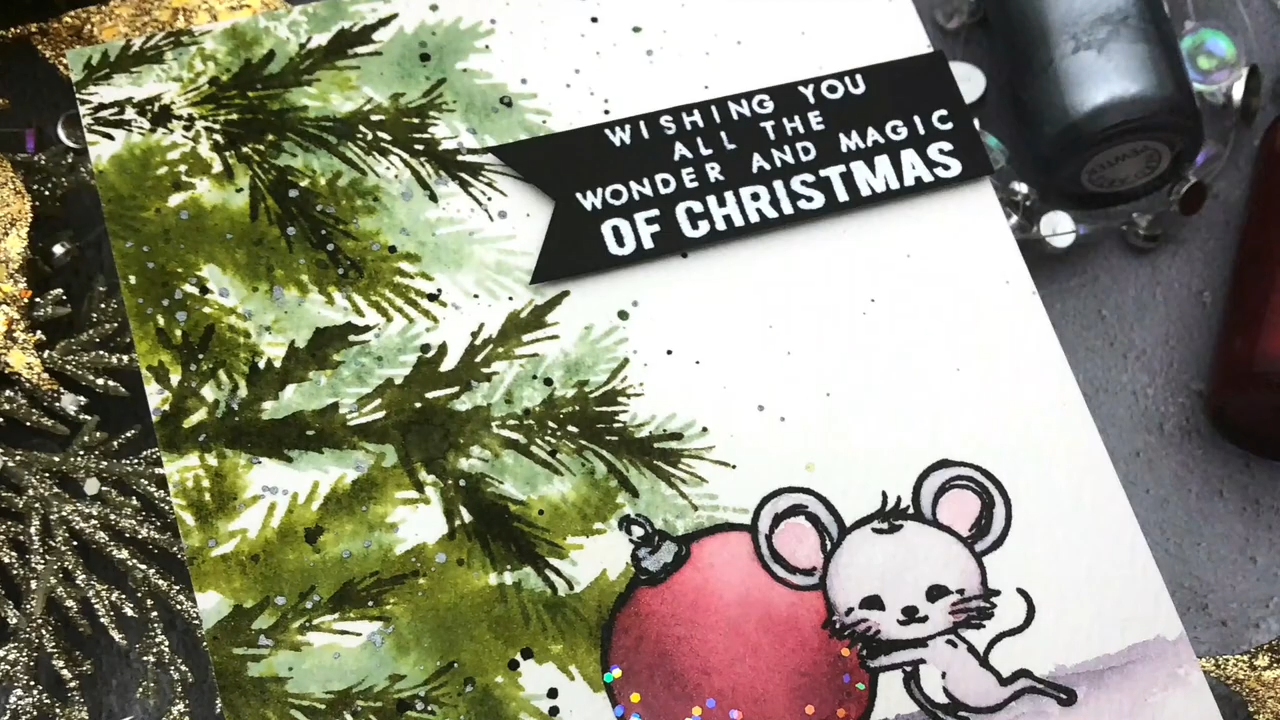 WISHING YOU
ALL THE
WONDER AND MAGIC
OF CHRISTMAS